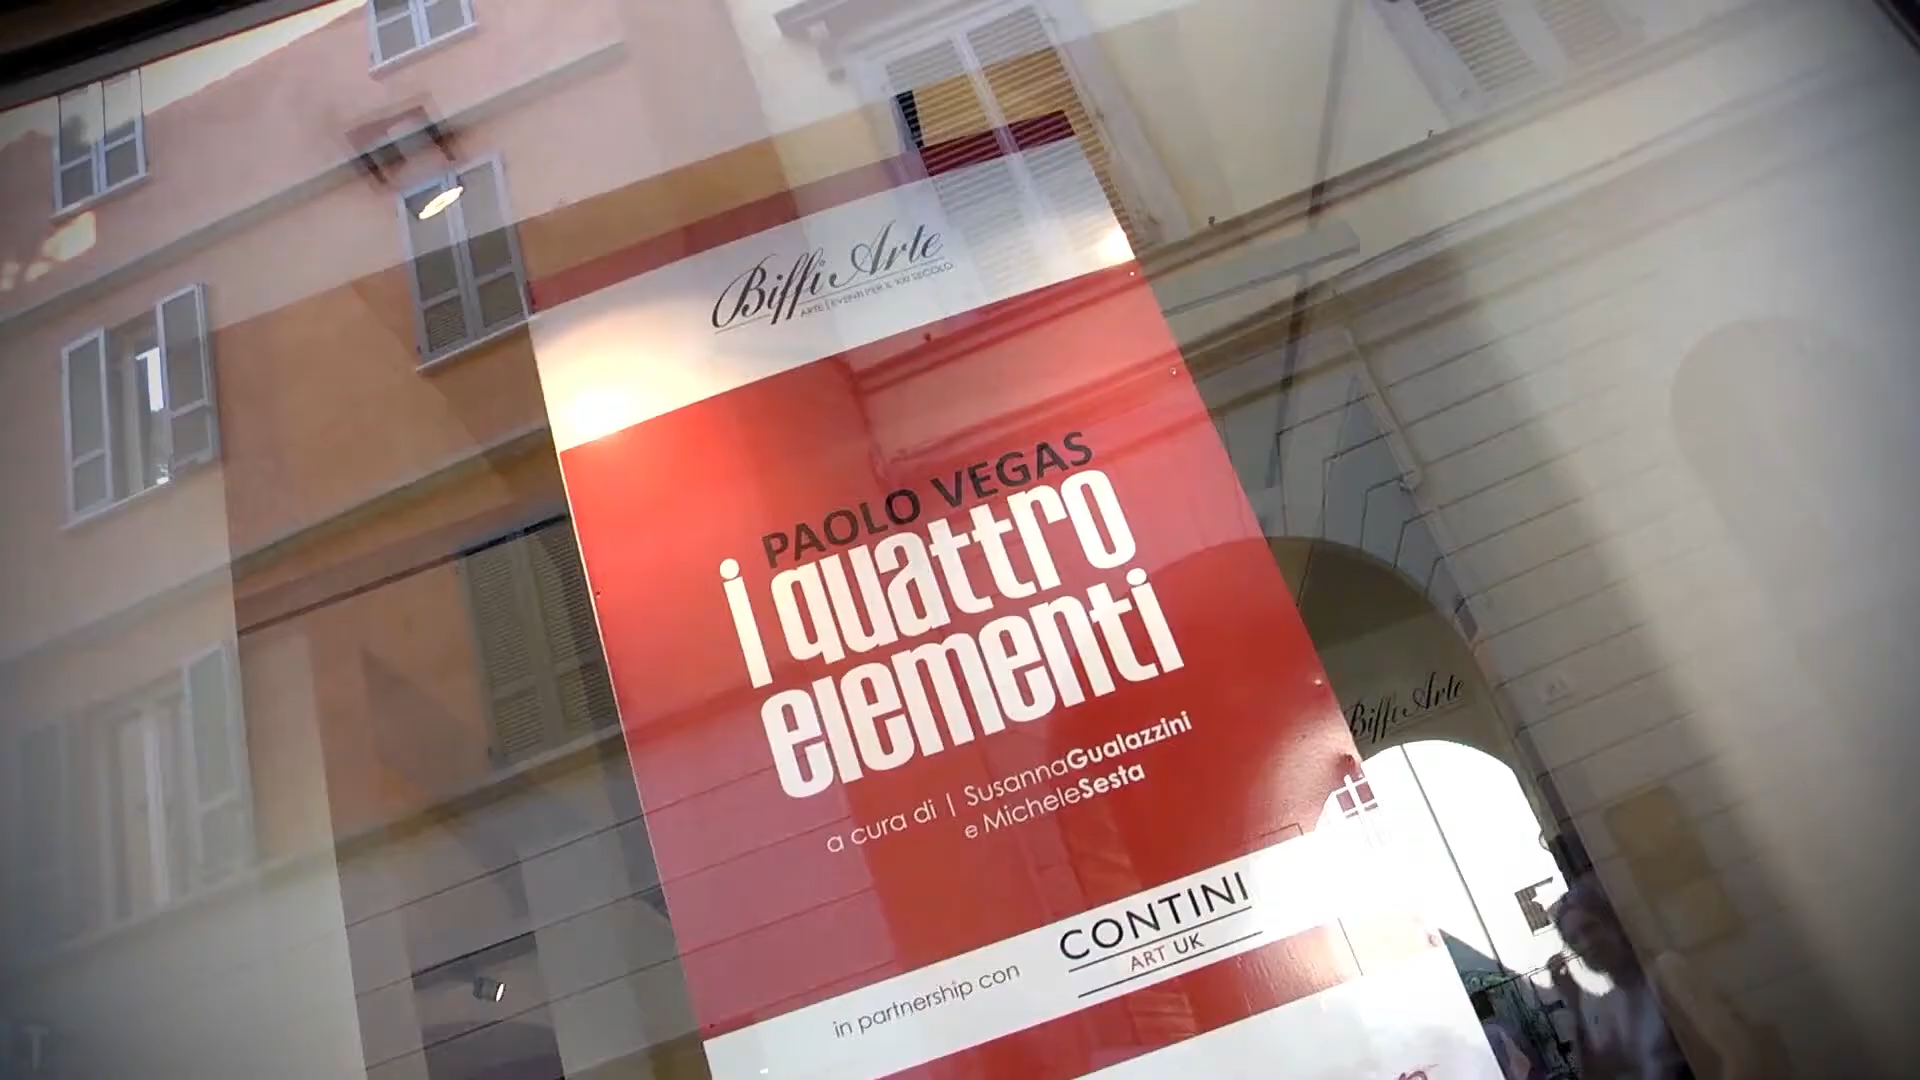 Biffi Arte
ARTE | EVENTI PER IL XXI SECOLO
PAOLO VEGAS
i quattro
elementi
a cura di | SusannaGualazzini
e MicheleSesta
in partnership con
CONTINI
ART UK
Biffi Arte